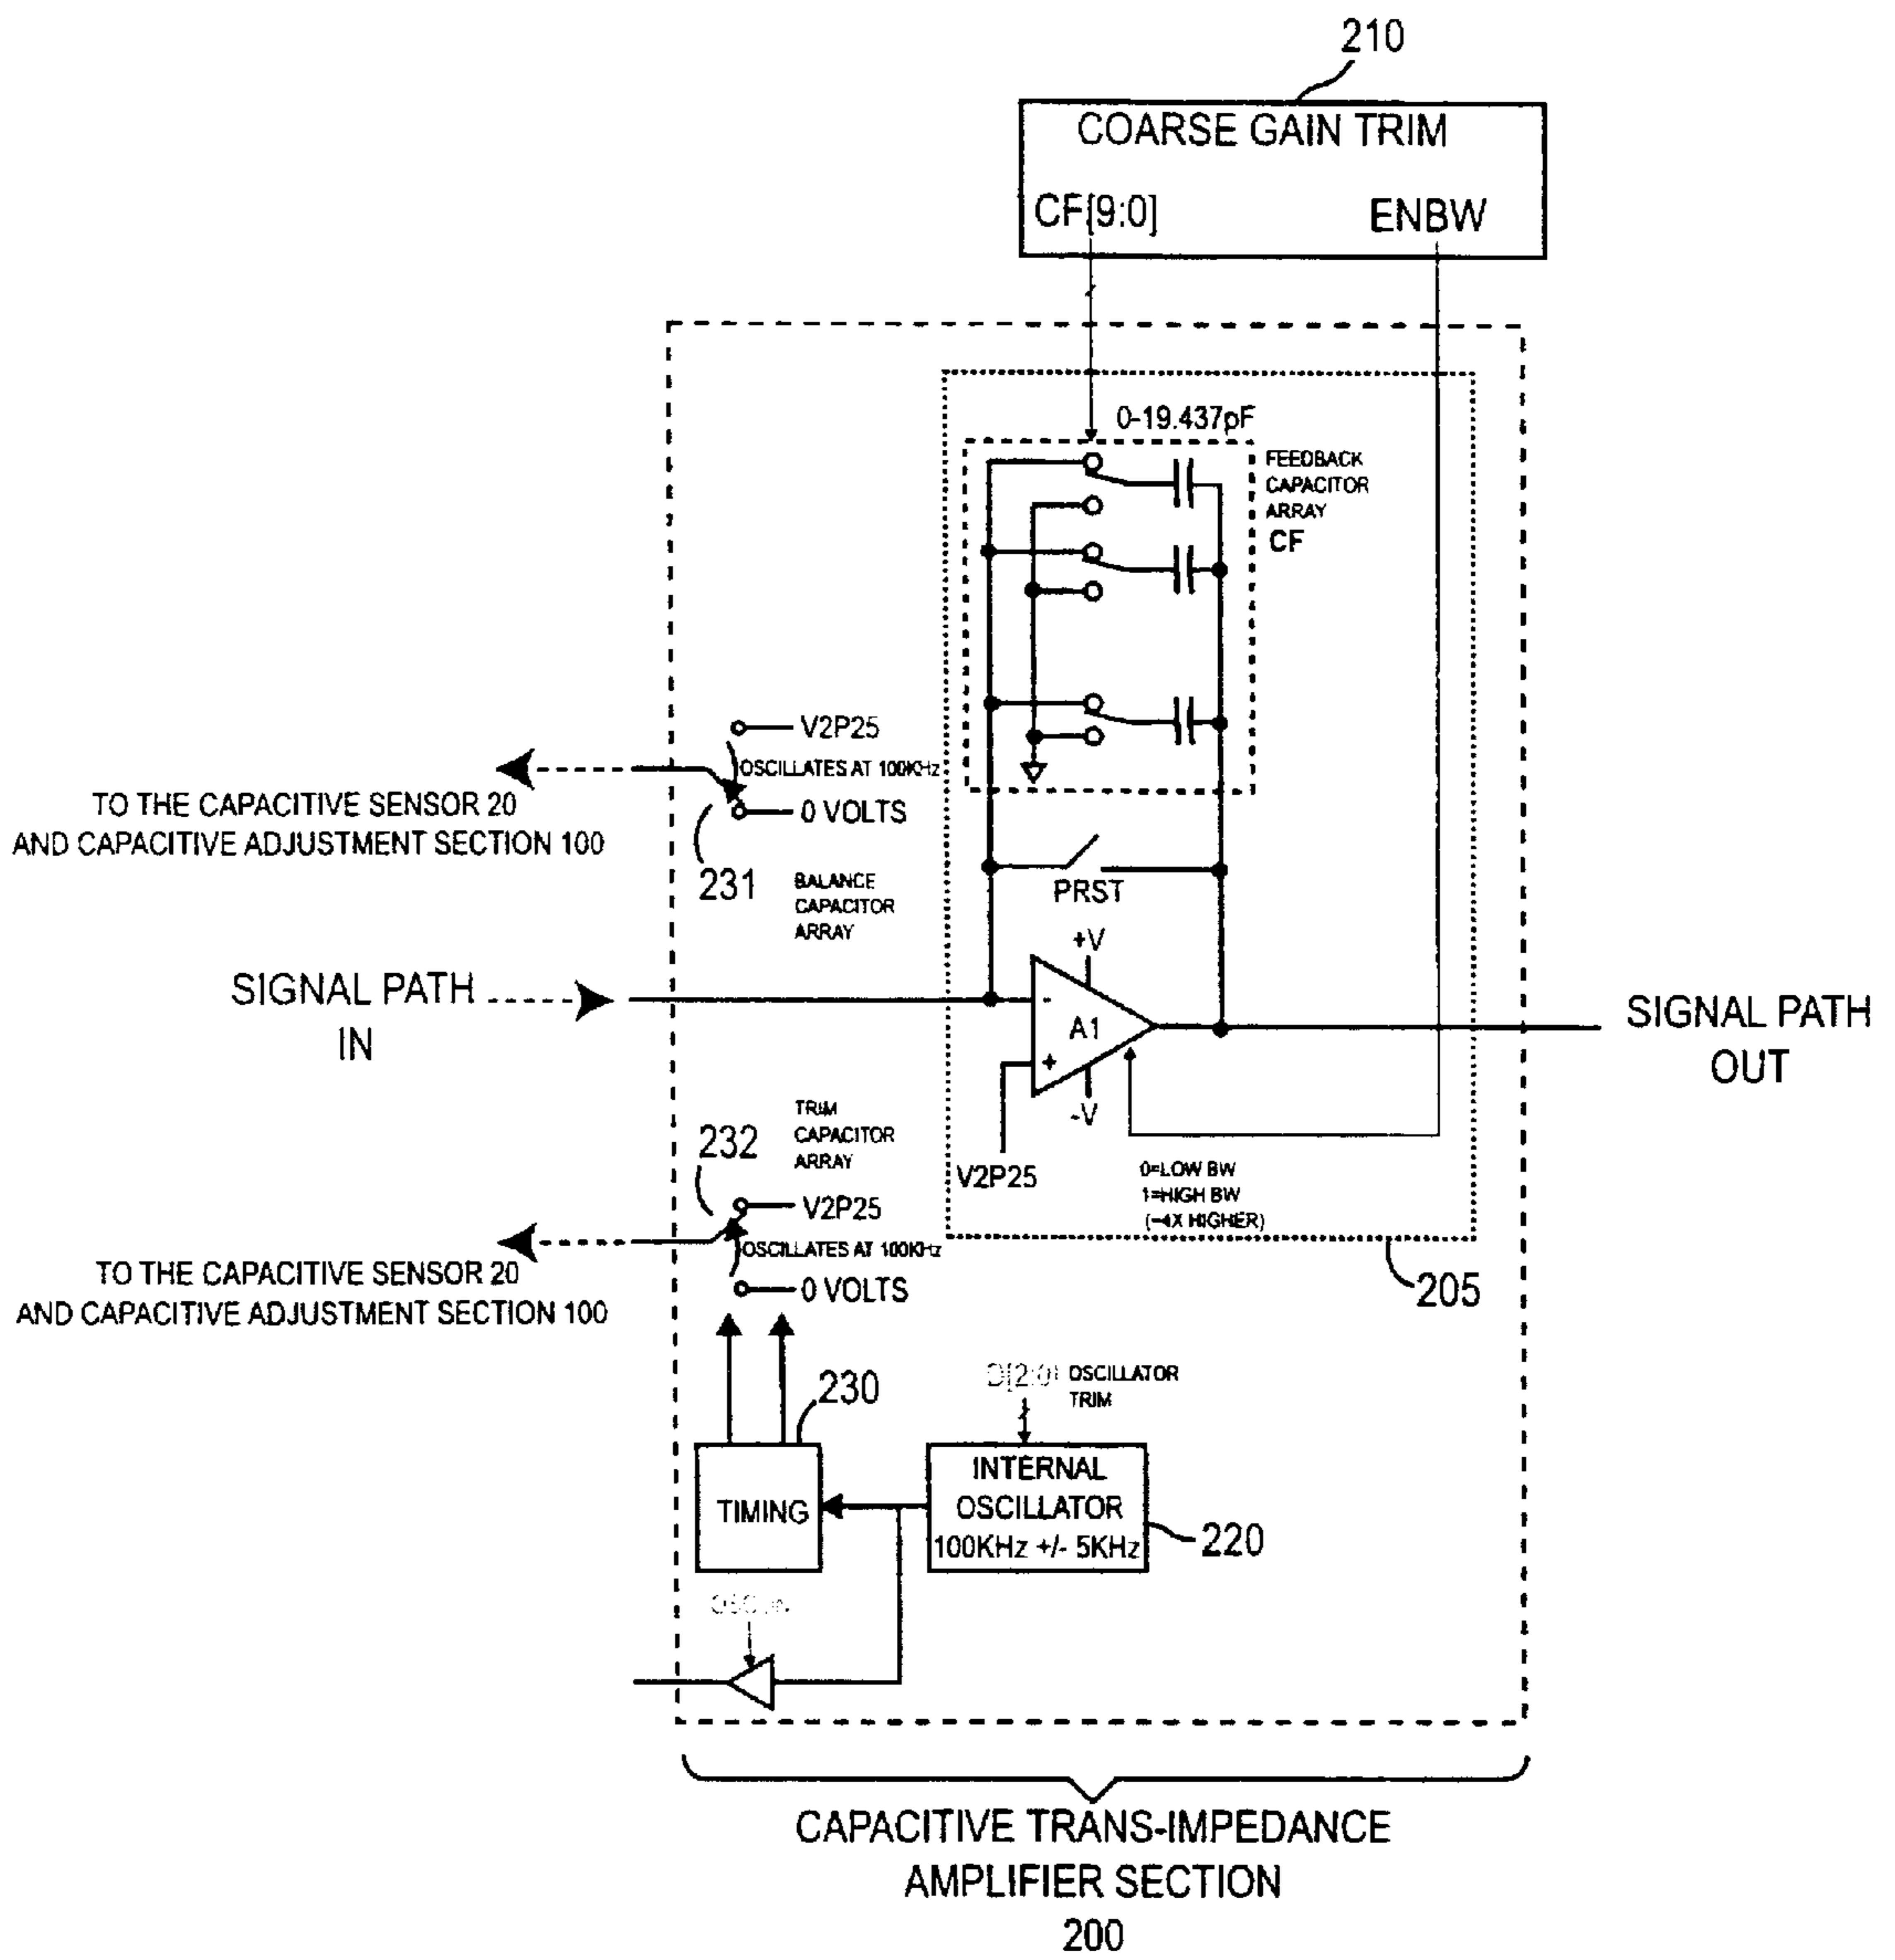 210
COARSE GAIN TRIM
CF[9:0]
ENBW
0-19.437pF
FEEDBACK
CAPACITOR
ARRAY
CF
V2P25
OSCILLATES AT 100KHz
0 VOLTS
TO THE CAPACITIVE SENSOR 20
AND CAPACITIVE ADJUSTMENT SECTION 100
231
BALANCE
CAPACITOR
ARRAY
PRST
+V
SIGNAL PATH
IN
-
A1
+
-V
V2P25
SIGNAL PATH
OUT
0=LOW BW
1=HIGH BW
(~4X HIGHER)
205
TRIM
CAPACITOR
ARRAY
232
V2P25
OSCILLATES AT 100KHz
0 VOLTS
TO THE CAPACITIVE SENSOR 20
AND CAPACITIVE ADJUSTMENT SECTION 100
230
TIMING
OSCILLATOR
TRIM
INTERNAL
OSCILLATOR
100KHz +/- 5KHz
220
CAPACITIVE TRANS-IMPEDANCE
AMPLIFIER SECTION
200